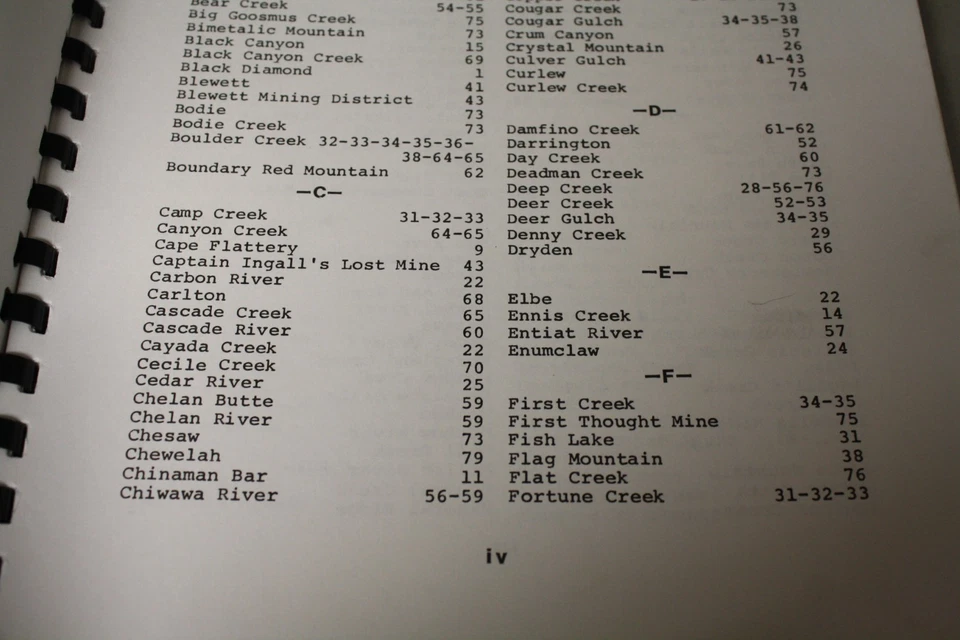 Bear Creek 54-55
Big Goosmus Creek 75
Bimetalic Mountain 73
Black Canyon 15
Black Canyon Creek 69
Black Diamond 1
Blewett 41
Blewett Mining District 43
Bodie 73
Bodie Creek 73
Boulder Creek 32-33-34-35-36-
38-64-65
Boundary Red Mountain 62
—C—
Camp Creek 31-32-33
Canyon Creek 64-65
Cape Flattery 9
Captain Ingall's Lost Mine 43
Carbon River 22
Carlton 68
Cascade Creek 65
Cascade River 60
Cayada Creek 22
Cecile Creek 70
Cedar River 25
Chelan Butte 59
Chelan River 59
Chesaw 73
Chewelah 79
Chinaman Bar 11
Chiwawa River 56-59
Cougar Creek 73
Cougar Gulch 34-35-38
Crum Canyon 57
Crystal Mountain 26
Culver Gulch 41-43
Curlew 75
Curlew Creek 74
—D—
Damfino Creek 61-62
Darrington 52
Day Creek 60
Deadman Creek 73
Deep Creek 28-56-76
Deer Creek 52-53
Deer Gulch 34-35
Denny Creek 29
Dryden 56
—E—
Elbe 22
Ennis Creek 14
Entiat River 57
Enumclaw 24
—F—
First Creek 34-35
First Thought Mine 75
Fish Lake 31
Flag Mountain 38
Flat Creek 76
Fortune Creek 31-32-33
iv